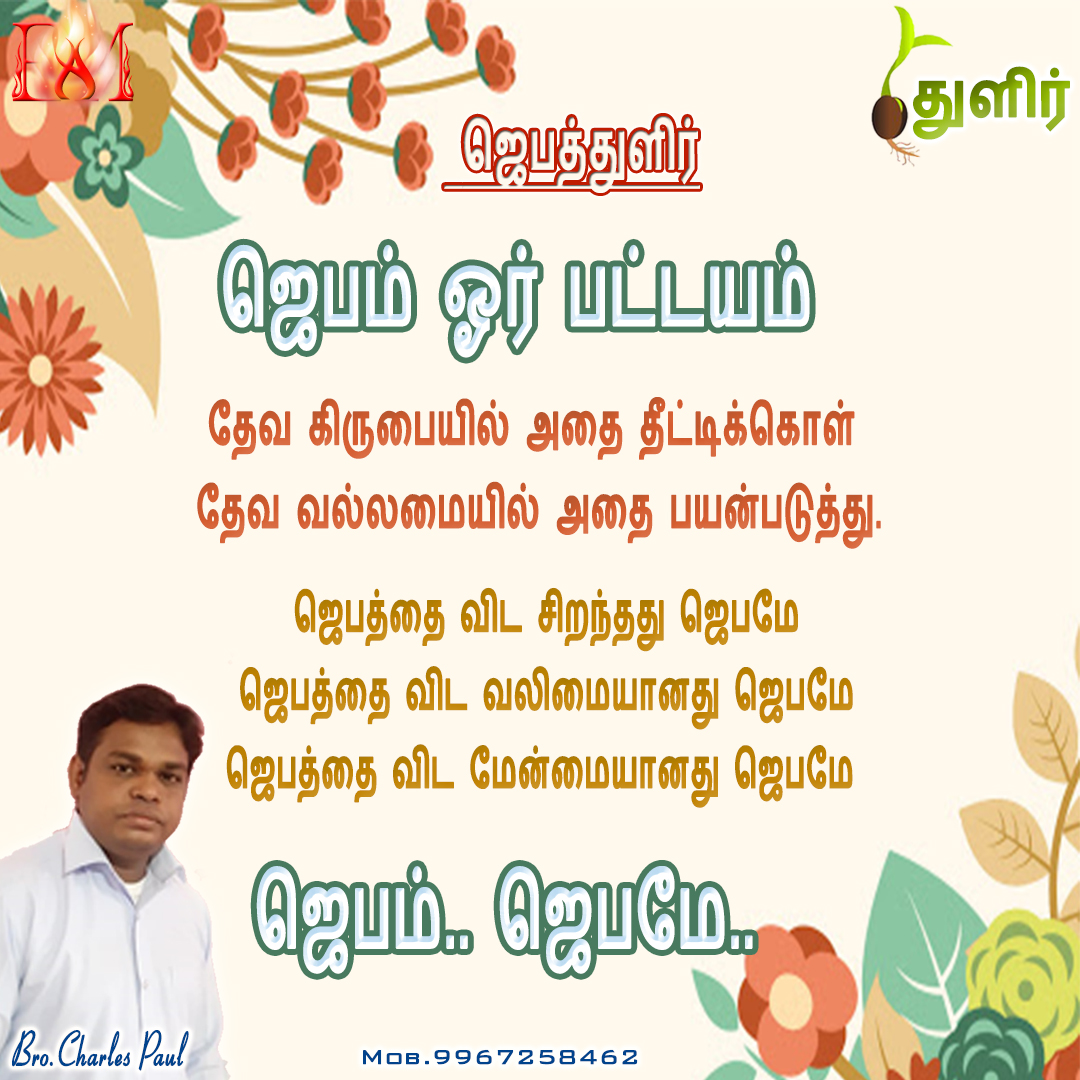 துளிர்
ஜெபத்துளிர்
ஜெபம் ஓர் பட்டயம்
தேவ கிருபையில் அதை தீட்டிக்கொள்
தேவ வல்லமையில் அதை பயன்படுத்து.
ஜெபத்தை விட சிறந்தது ஜெபமே
ஜெபத்தை விட வலிமையானது ஜெபமே
ஜெபத்தை விட மேன்மையானது ஜெபமே
ஜெபம்.. ஜெபமே..
Bro.Charles Paul
Mob.9967258462